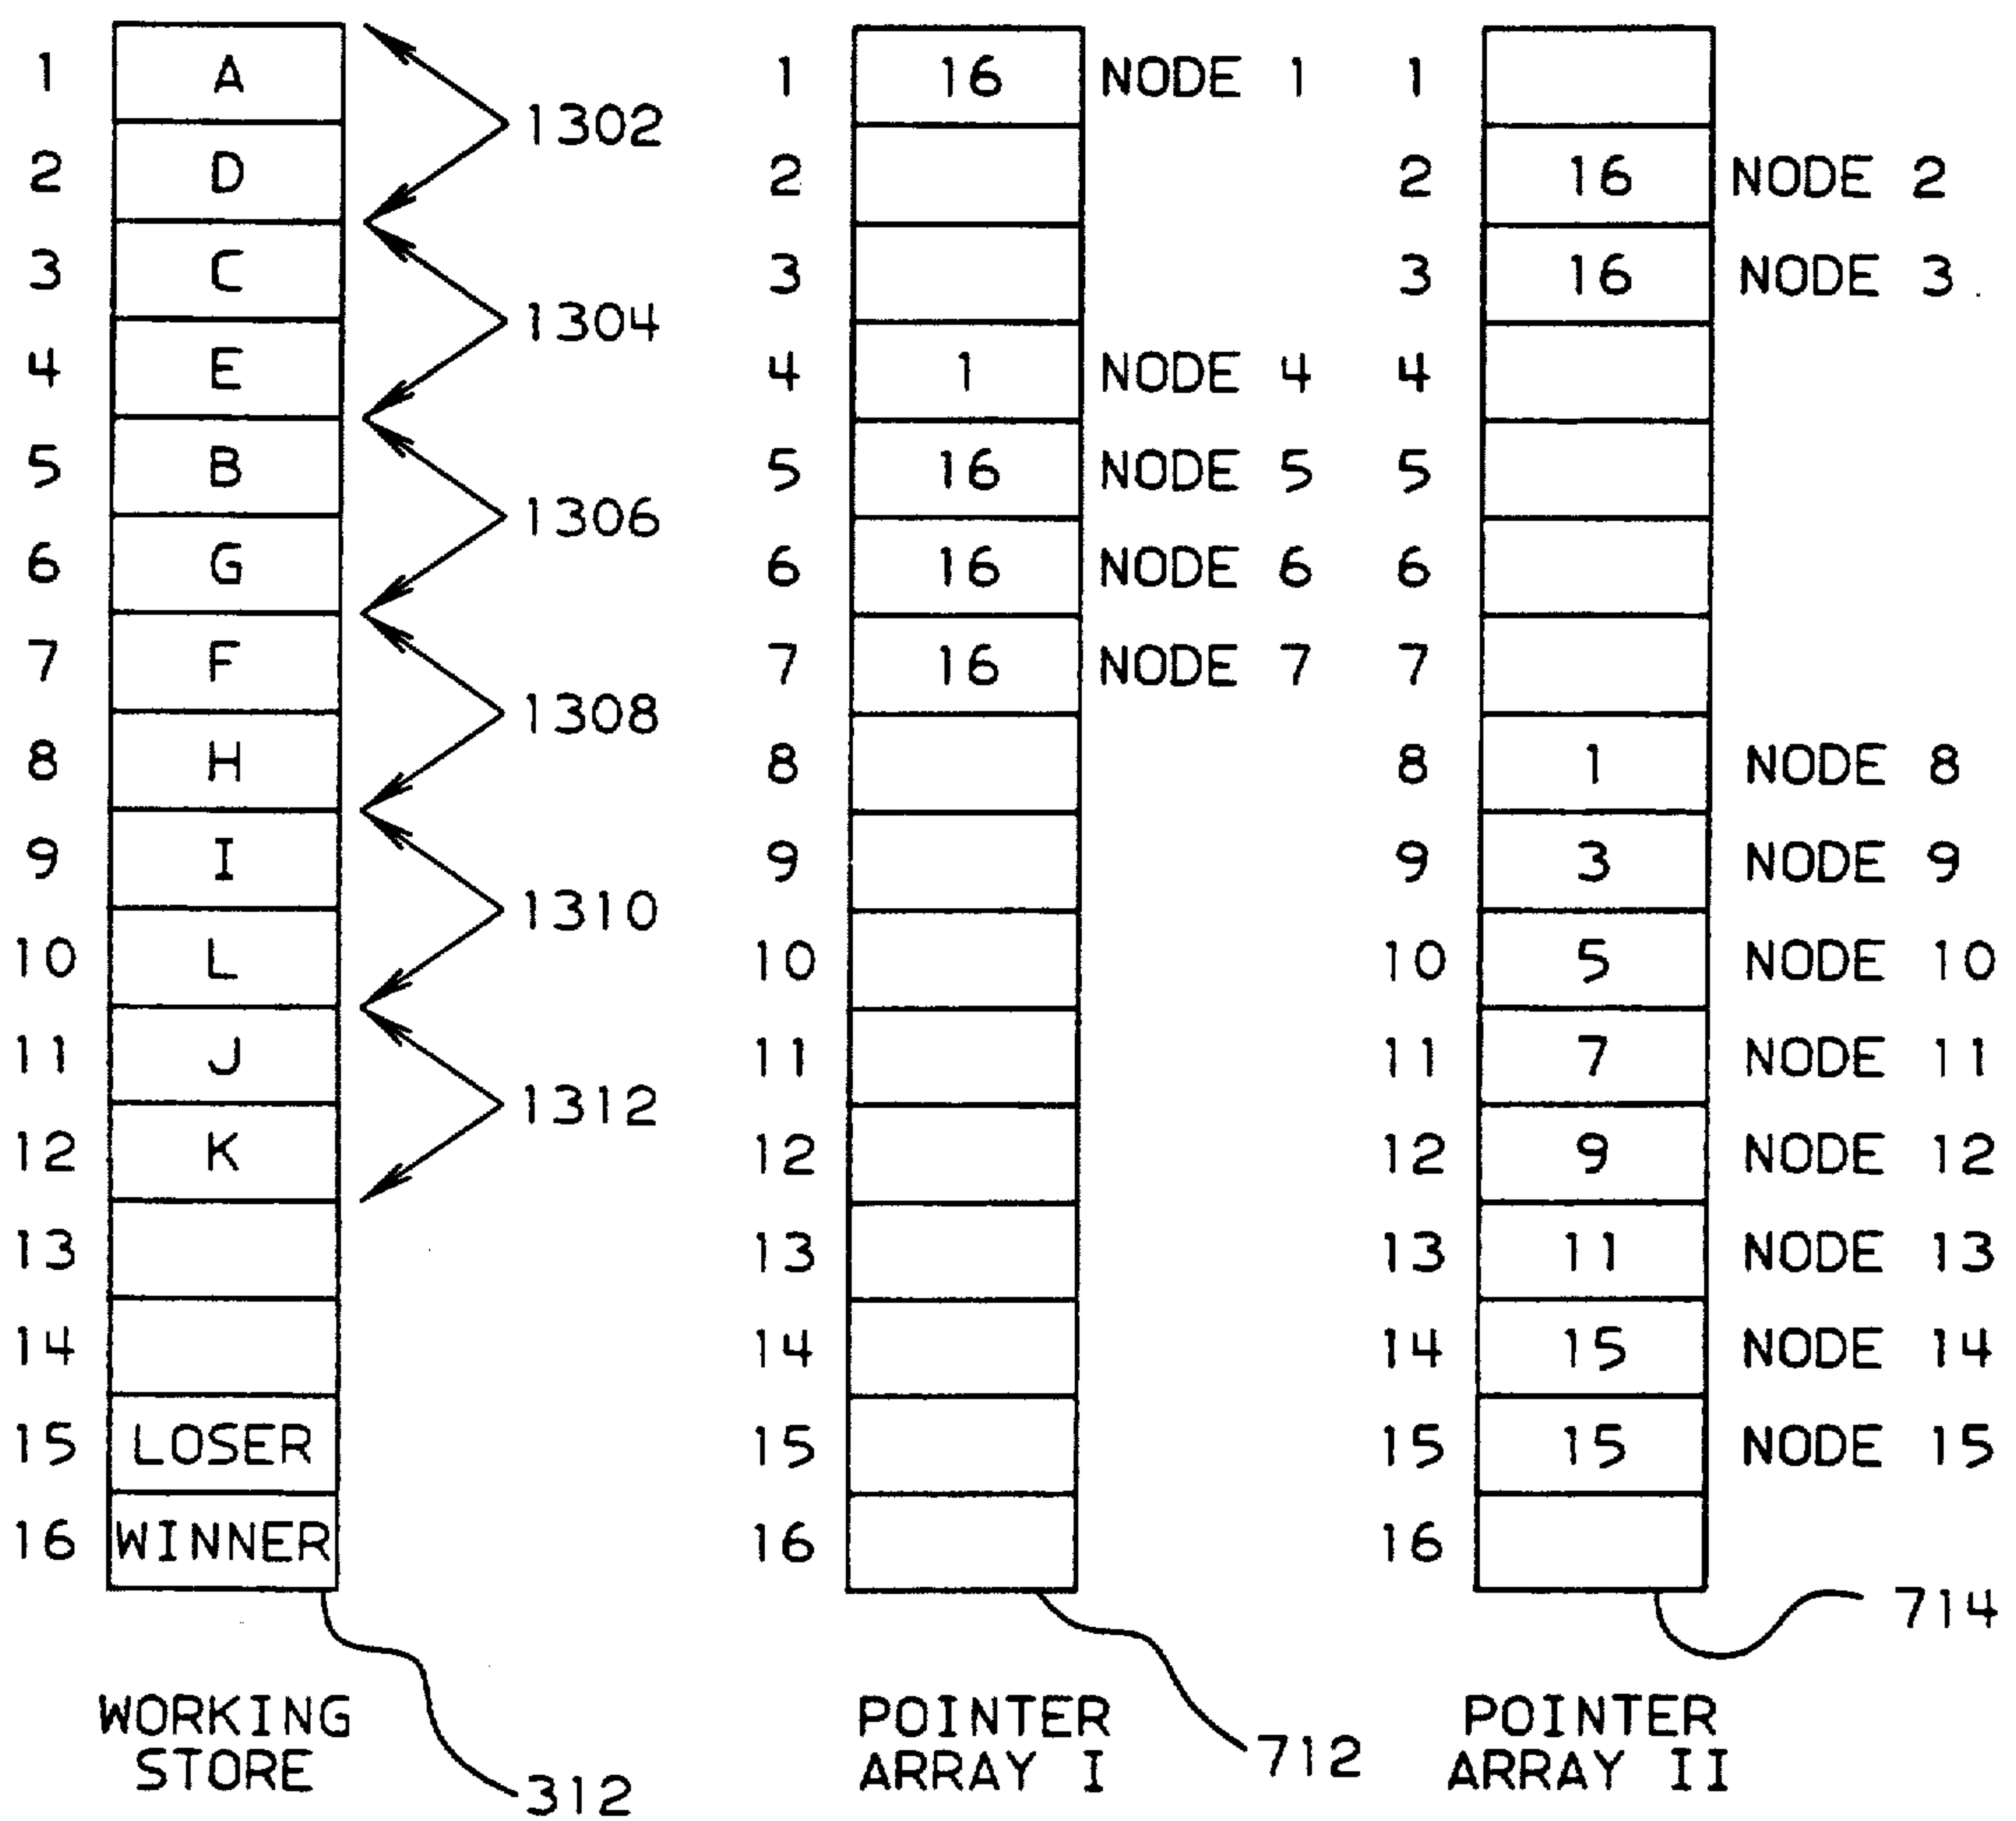 1 A 1 16 NODE 1 1
1302
2 D 2 2 16 NODE 2
3 C 3 3 16 NODE 3
1304
4 E 4 1 NODE 4 4
5 B 5 16 NODE 5 5
1306
6 G 6 16 NODE 6 6
7 F 7 16 NODE 7 7
1308
8 H 8 8 1 NODE 8
9 I 9 9 3 NODE 9
1310
10 L 10 10 5 NODE 10
11 J 11 11 7 NODE 11
1312
12 K 12 12 9 NODE 12
13 13 13 11 NODE 13
14 14 14 15 NODE 14
15 LOSER 15 15 15 NODE 15
16 WINNER 16 16
714
WORKING
STORE
312
POINTER
ARRAY I
712
POINTER
ARRAY II